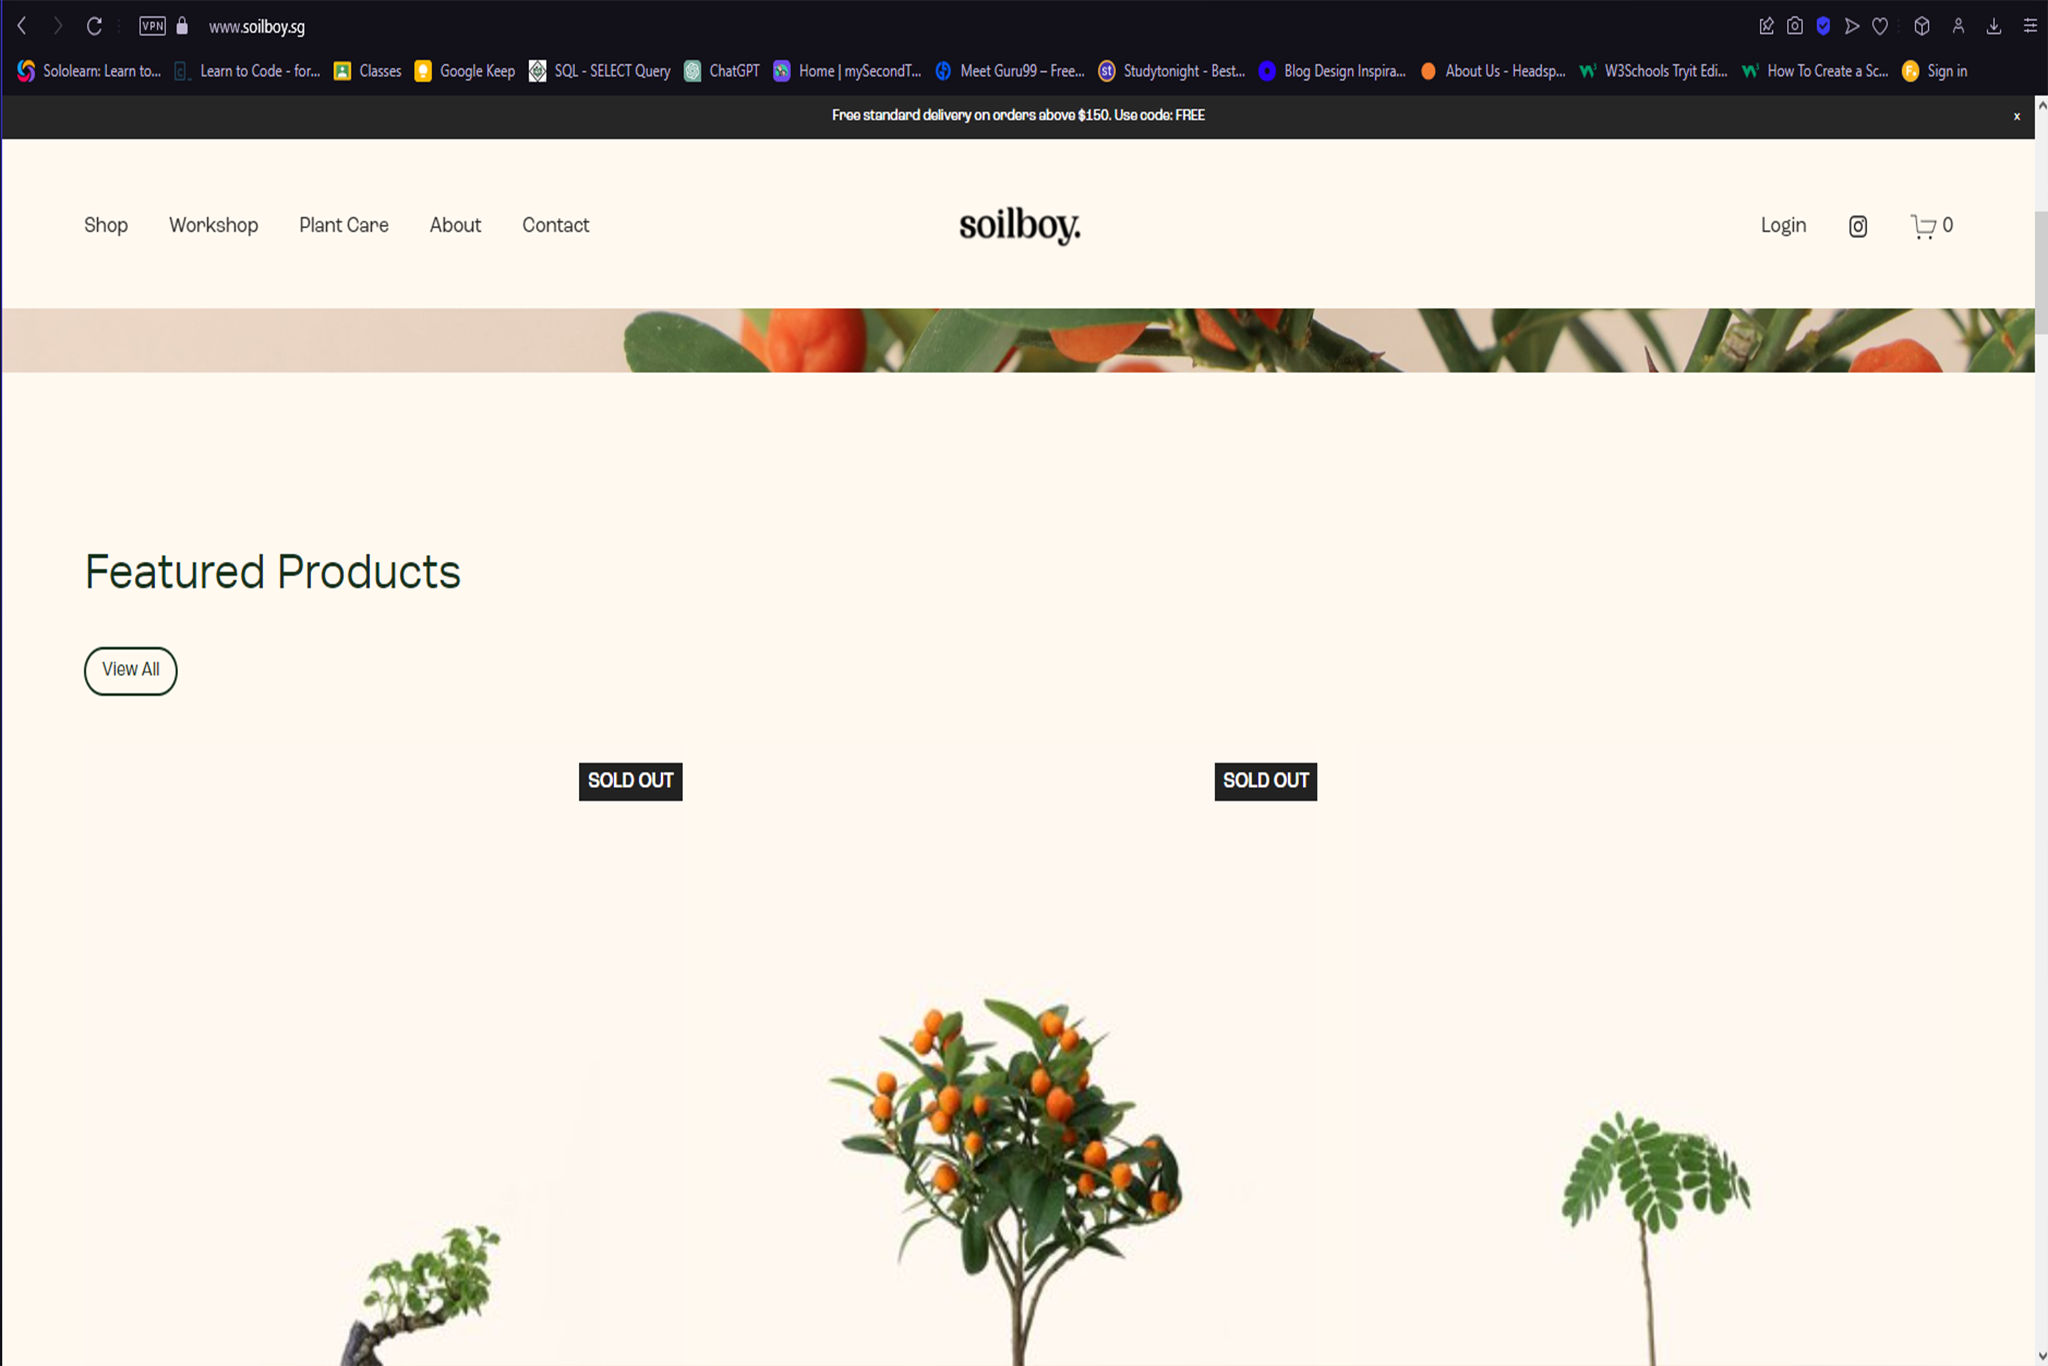 VPN www.soilboy.sg
Sololearn: Learn to... Learn to Code - for... Classes Google Keep SQL - SELECT Query ChatGPT Home | mySecondT... Meet Guru99 – Free... st Studytonight - Best... Blog Design Inspira... About Us - Headsp... W3Schools Tryit Edi... How To Create a Sc... F. Sign in
Free standard delivery on orders above $150. Use code: FREE x
Shop Workshop Plant Care About Contact soilboy. Login 0
Featured Products
View All
SOLD OUT SOLD OUT